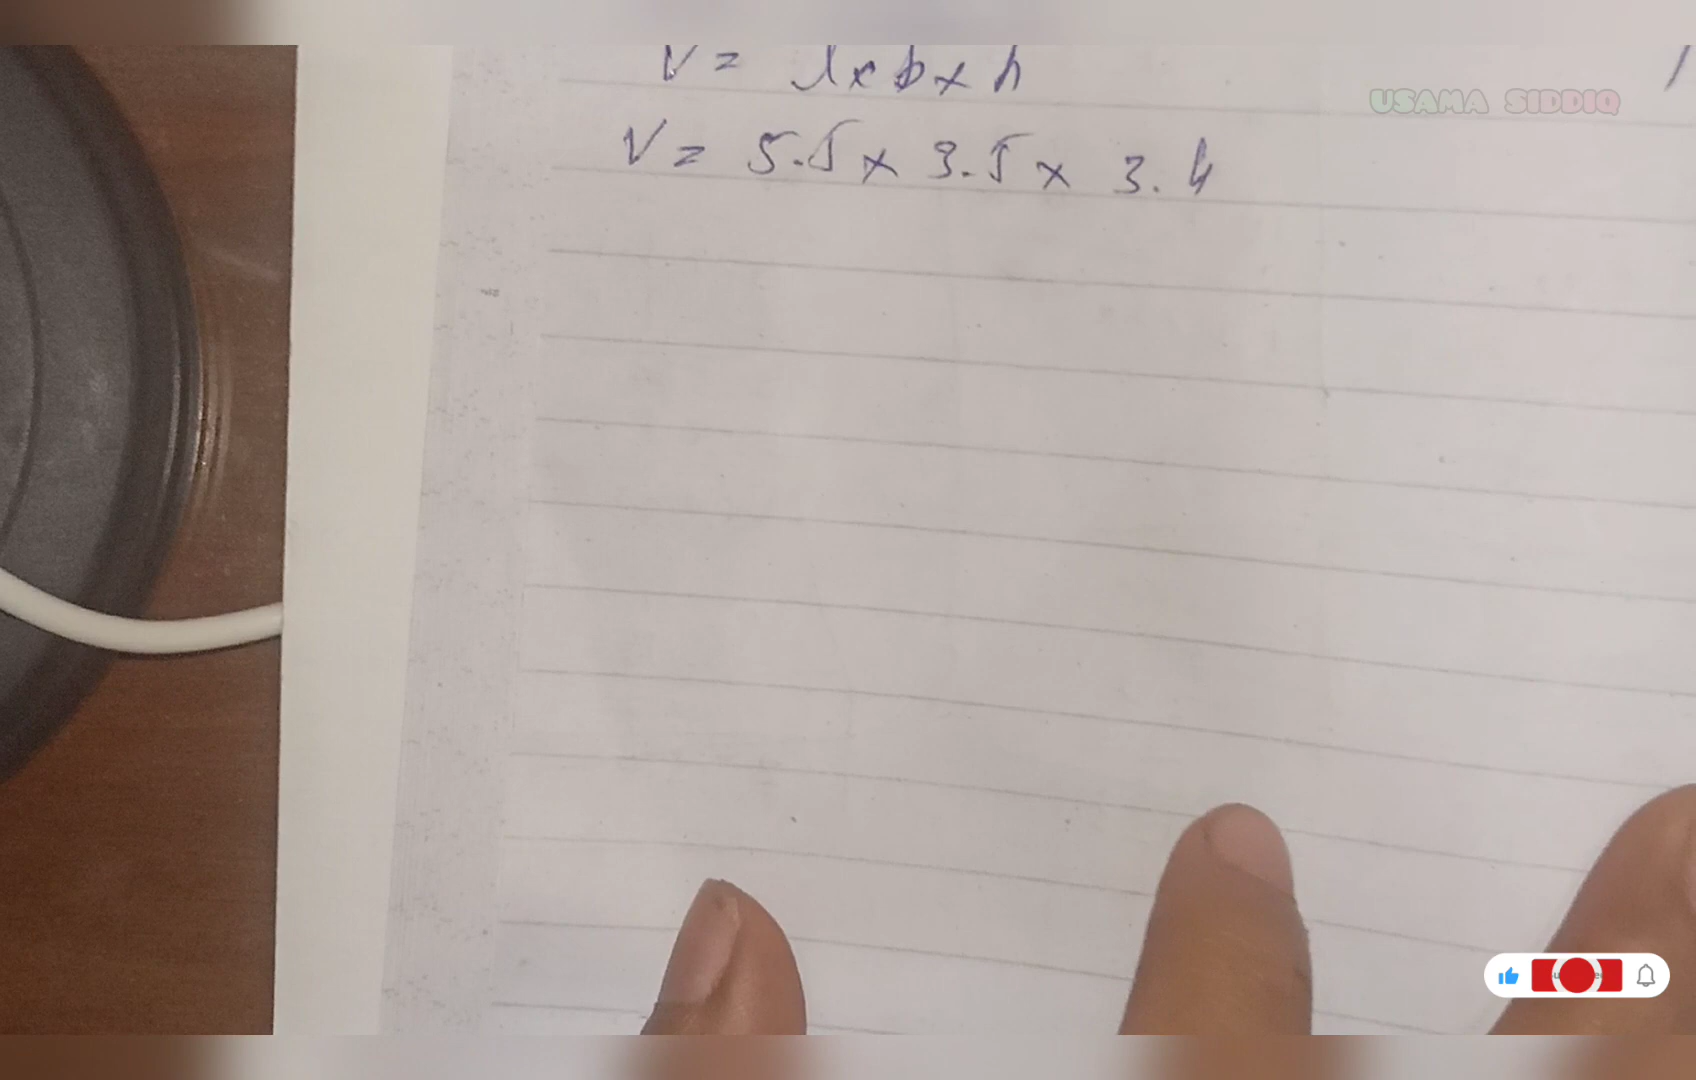 V = l x b x h
USAMA SIDDIQ
V = 5.5 x 3.5 x 3.4